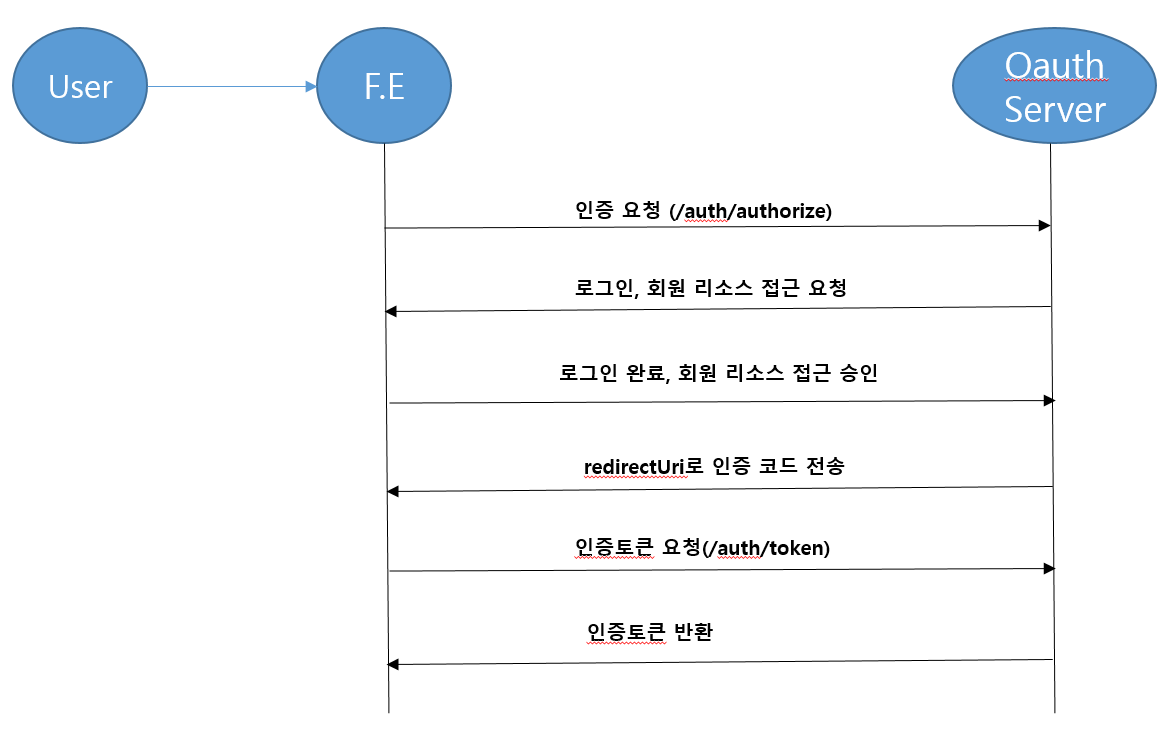 User
F.E
Oauth
Server
인증 요청 (/auth/authorize)
로그인, 회원 리소스 접근 요청
로그인 완료, 회원 리소스 접근 승인
redirectUri로 인증 코드 전송
인증토큰 요청(/auth/token)
인증토큰 반환